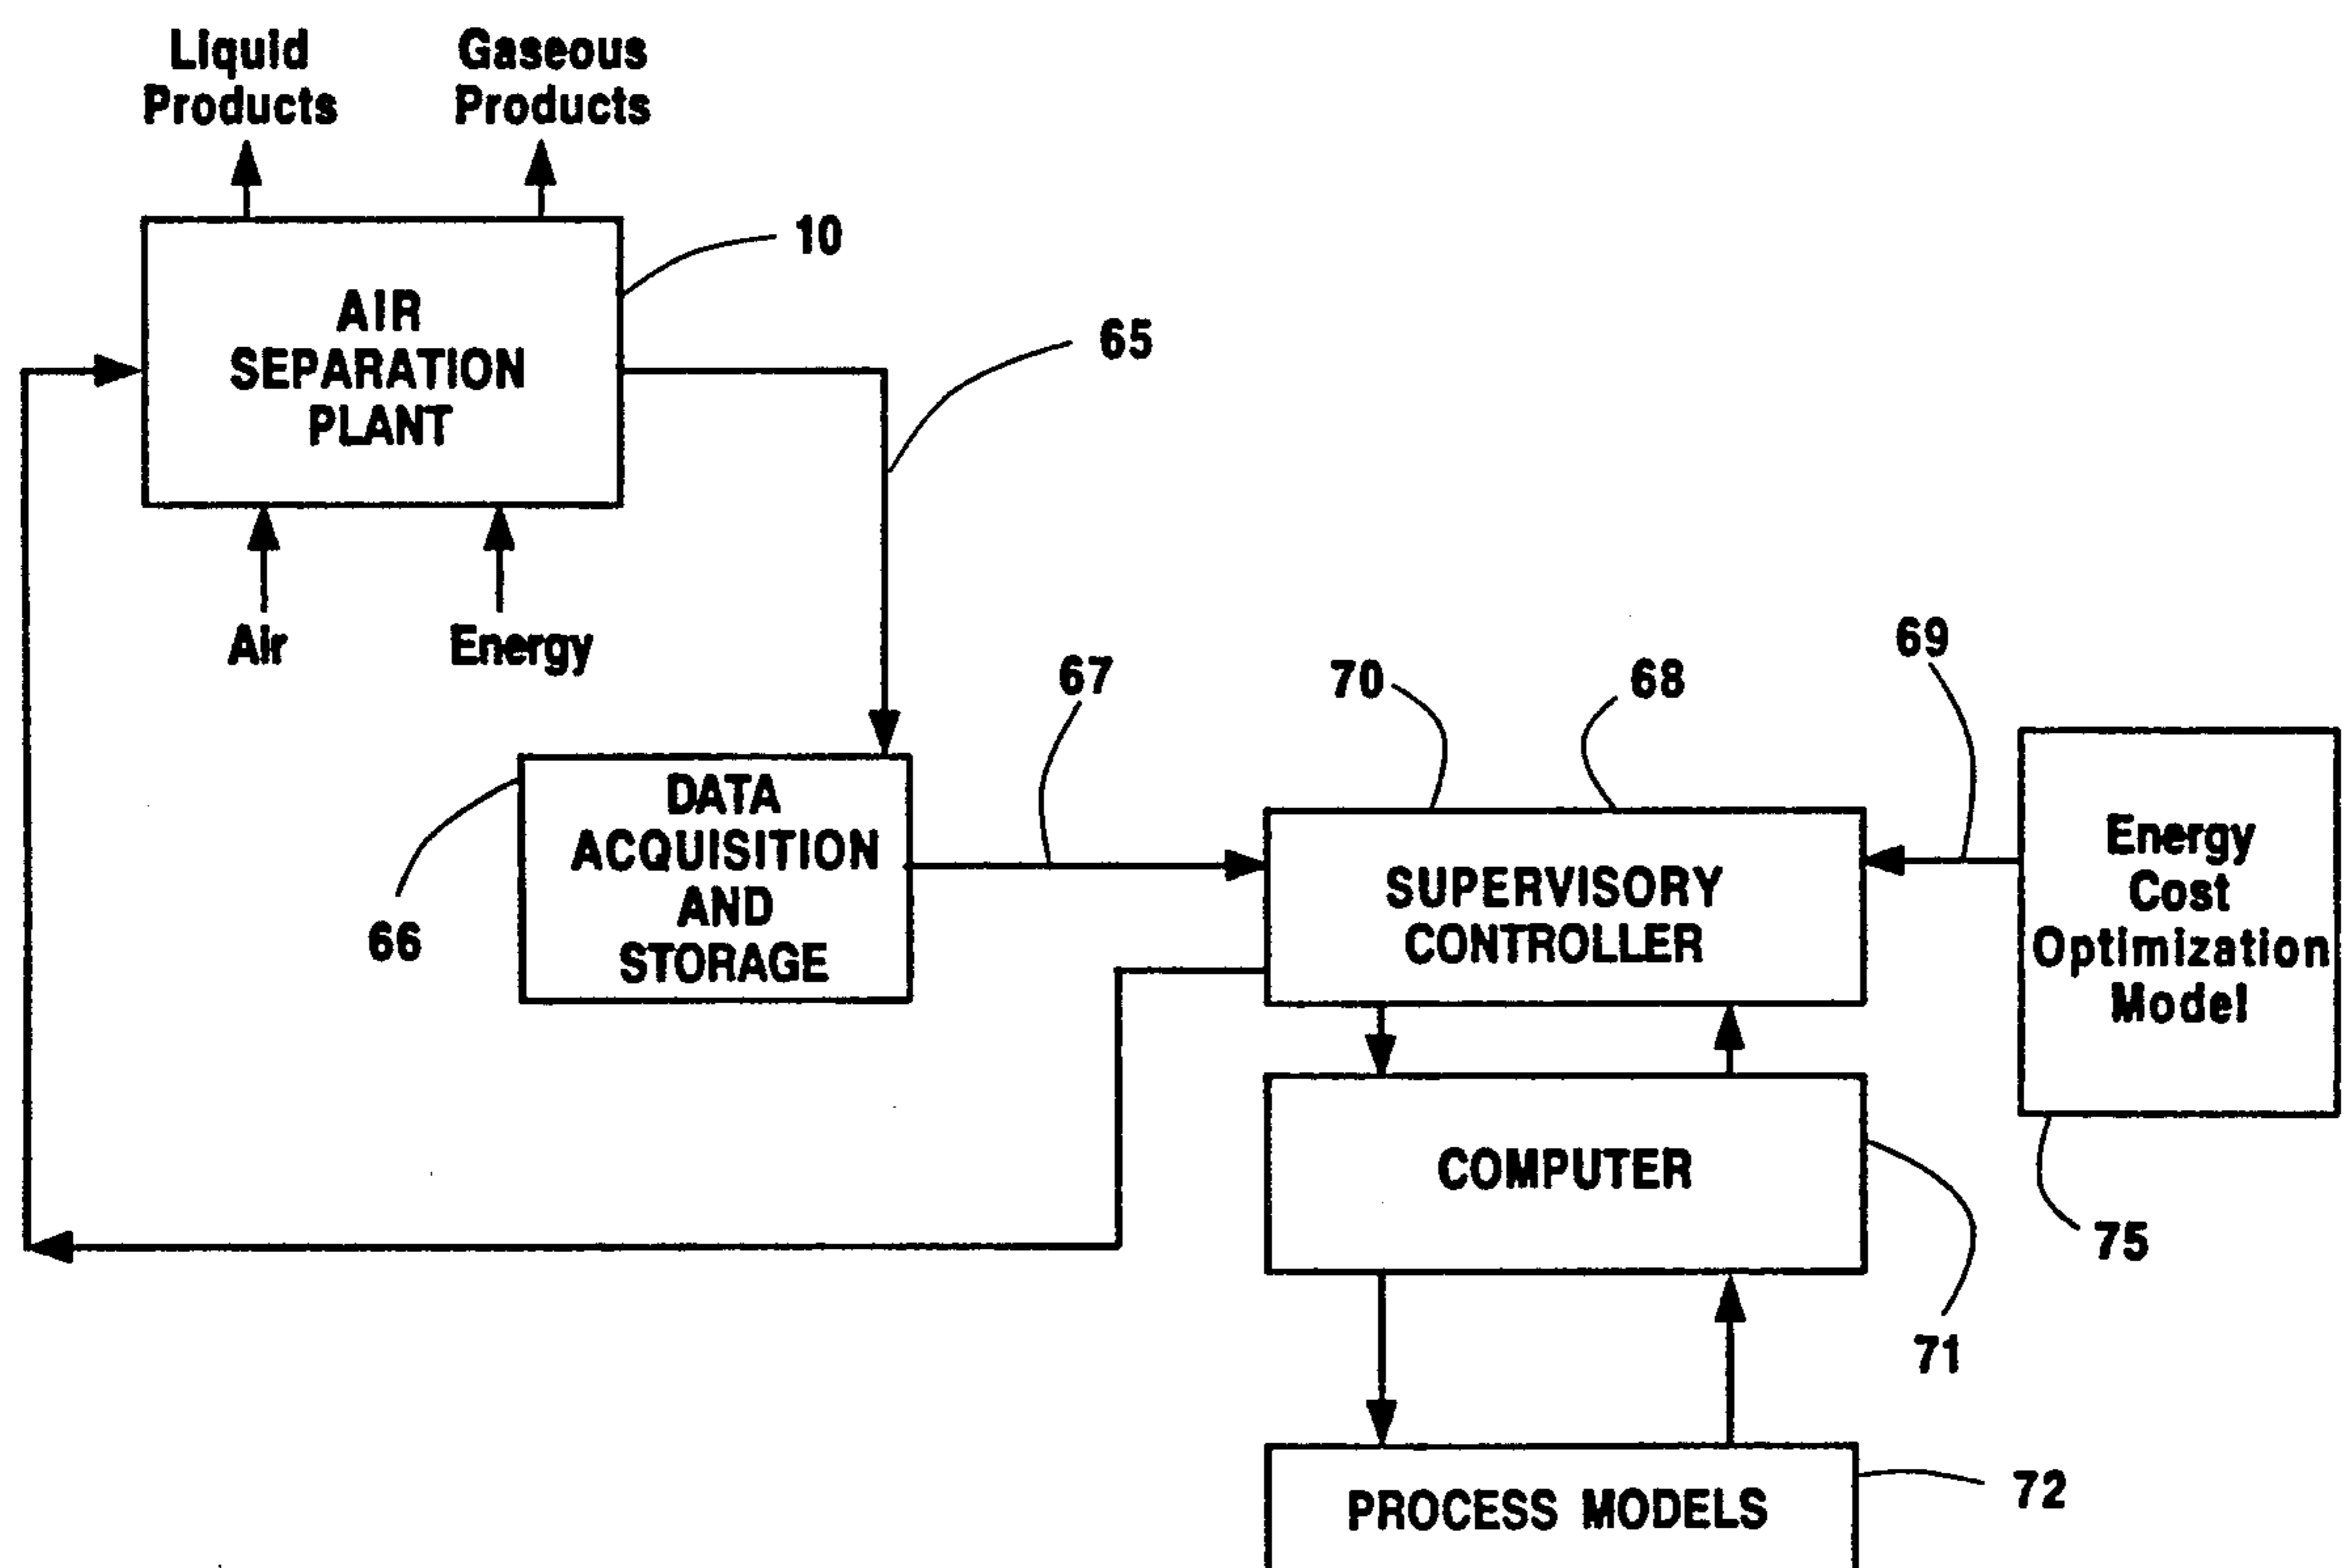 Liquid
Products
Gaseous
Products
10
AIR
SEPARATION
PLANT
65
Air
Energy
67
70
68
69
DATA
ACQUISITION
AND
STORAGE
66
SUPERVISORY
CONTROLLER
Energy
Cost
Optimization
Model
COMPUTER
75
71
PROCESS MODELS
72